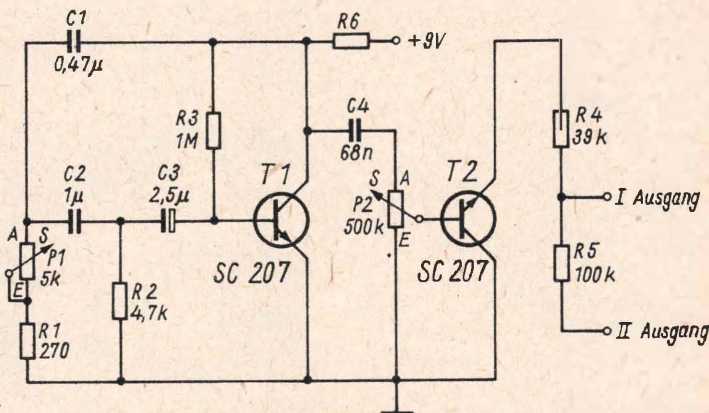 C1
0,47µ
R6
+9V
R3
1M
C4
68n
R4
39k
C2
1µ
C3
2,5µ
T1
T2
S
A
P2
500k
E
I Ausgang
A
S
P1
E
5k
SC 207
SC 207
R5
100k
R2
4,7k
R1
270
II Ausgang